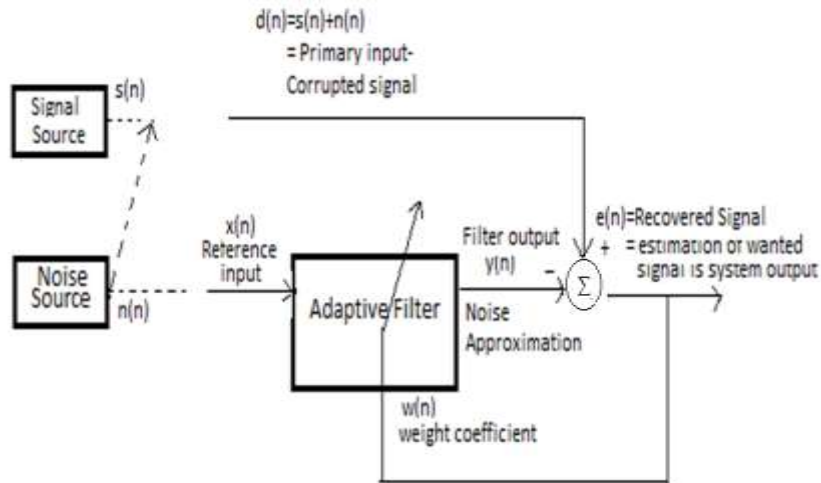 d(n)=s(n)+n(n)
= Primary input-
Corrupted signal
s(n)
Signal
Source
x(n)
Reference
input
Filter output
y(n)
e(n)=Recovered Signal
= estimation of wanted
signal is system output
+
−
Σ
Noise
Source
n(n)
Adaptive Filter
Noise
Approximation
w(n)
weight coefficient